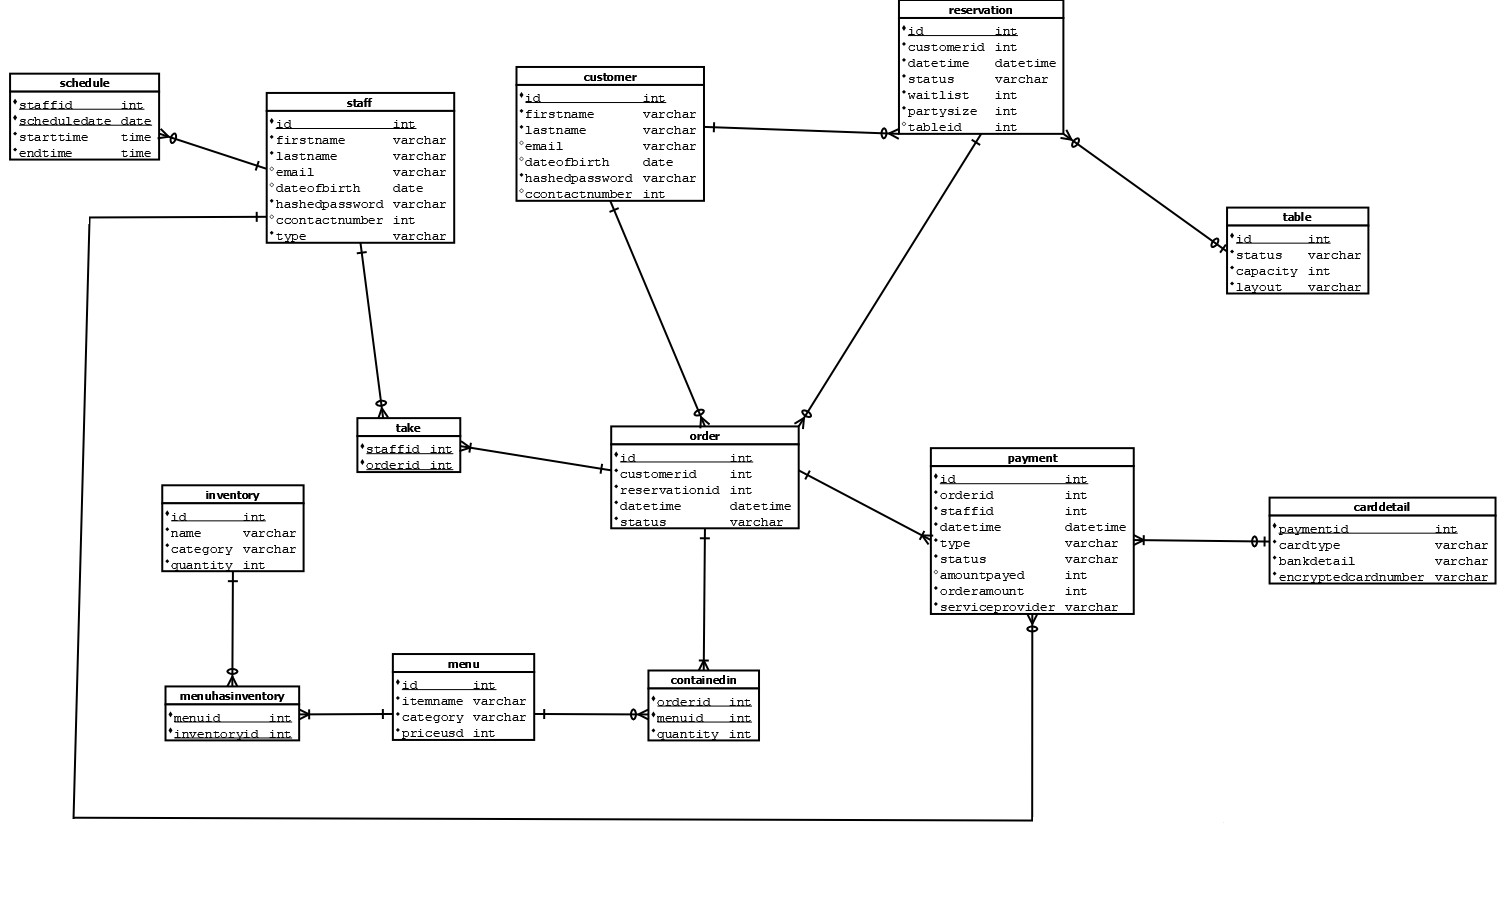 reservation
id int
customerid int
datetime datetime
status varchar
waitlist int
partysize int
tableid int
schedule
staffid int
scheduledate date
starttime time
endtime time
staff
id int
firstname varchar
lastname varchar
email varchar
dateofbirth date
hashedpassword varchar
ccontactnumber int
type varchar
customer
id int
firstname varchar
lastname varchar
email varchar
dateofbirth date
hashedpassword varchar
ccontactnumber int
table
id int
status varchar
capacity int
layout varchar
take
staffid int
orderid int
order
id int
customerid int
reservationid int
datetime datetime
status varchar
payment
id int
orderid int
staffid int
datetime datetime
type varchar
status varchar
amountpayed int
orderamount int
serviceprovider varchar
carddetail
paymentid int
cardtype varchar
bankdetail varchar
encryptedcardnumber varchar
inventory
id int
name varchar
category varchar
quantity int
menuhasinventory
menuid int
inventoryid int
menu
id int
itemname varchar
category varchar
priceusd int
containedin
orderid int
menuid int
quantity int